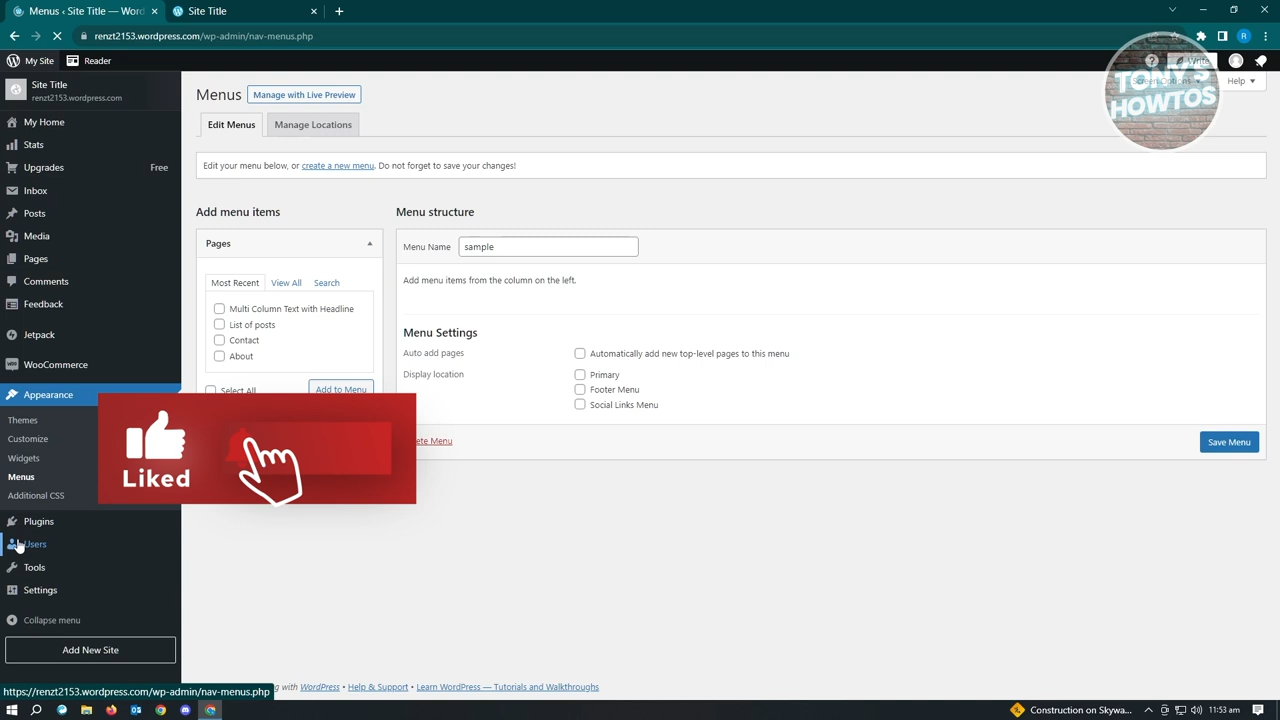 Menus ‹ Site Title — Word
Site Title
renzt2153.wordpress.com/wp-admin/nav-menus.php
R
My Site
Reader
Write
Site Title
renzt2153.wordpress.com
Screen Options
Help
TONY'S
HOWTOS
Menus
Manage with Live Preview
My Home
Edit Menus
Manage Locations
Stats
Upgrades
Free
Edit your menu below, or create a new menu. Do not forget to save your changes!
Inbox
Posts
Media
Pages
Comments
Feedback
Jetpack
WooCommerce
Appearance
Themes
Customize
Widgets
Menus
Additional CSS
Plugins
Users
Tools
Settings
Collapse menu
Add New Site
Add menu items
Pages
Most Recent
View All
Search
Multi Column Text with Headline
List of posts
Contact
About
Select All
Add to Menu
Menu structure
Menu Name
sample
Add menu items from the column on the left.
Menu Settings
Auto add pages
Automatically add new top-level pages to this menu
Display location
Primary
Footer Menu
Social Links Menu
Menu
Save Menu
Liked
with WordPress • Help & Support • Learn WordPress — Tutorials and Walkthroughs
https://renzt2153.wordpress.com/wp-admin/nav-menus.php
Construction on Skywa...
11:53 am